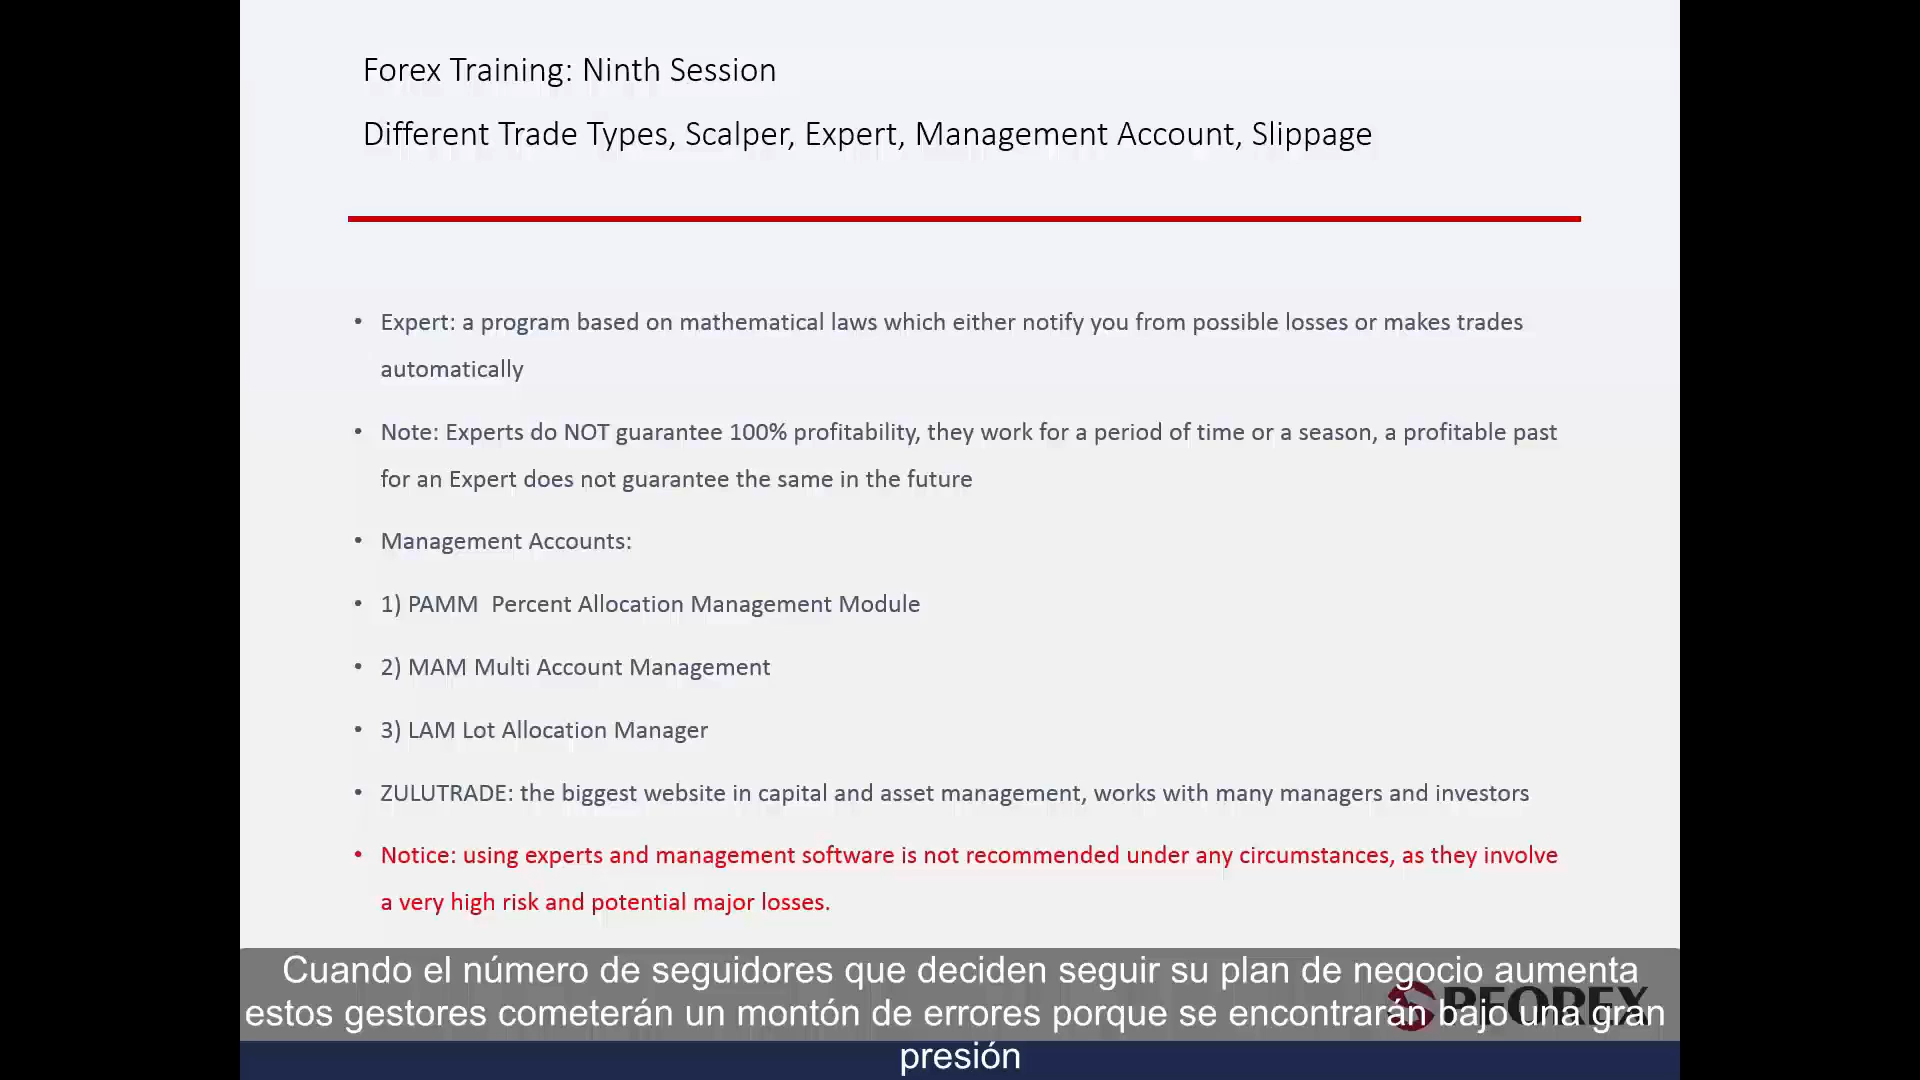 Forex Training: Ninth Session
Different Trade Types, Scalper, Expert, Management Account, Slippage
• Expert: a program based on mathematical laws which either notify you from possible losses or makes trades
automatically
• Note: Experts do NOT guarantee 100% profitability, they work for a period of time or a season, a profitable past
for an Expert does not guarantee the same in the future
• Management Accounts:
• 1) PAMM  Percent Allocation Management Module
• 2) MAM Multi Account Management
• 3) LAM Lot Allocation Manager
• ZULUTRADE: the biggest website in capital and asset management, works with many managers and investors
• Notice: using experts and management software is not recommended under any circumstances, as they involve
a very high risk and potential major losses.
Cuando el número de seguidores que deciden seguir su plan de negocio aumenta
estos gestores cometerán un montón de errores porque se encontrarán bajo una gran
presión